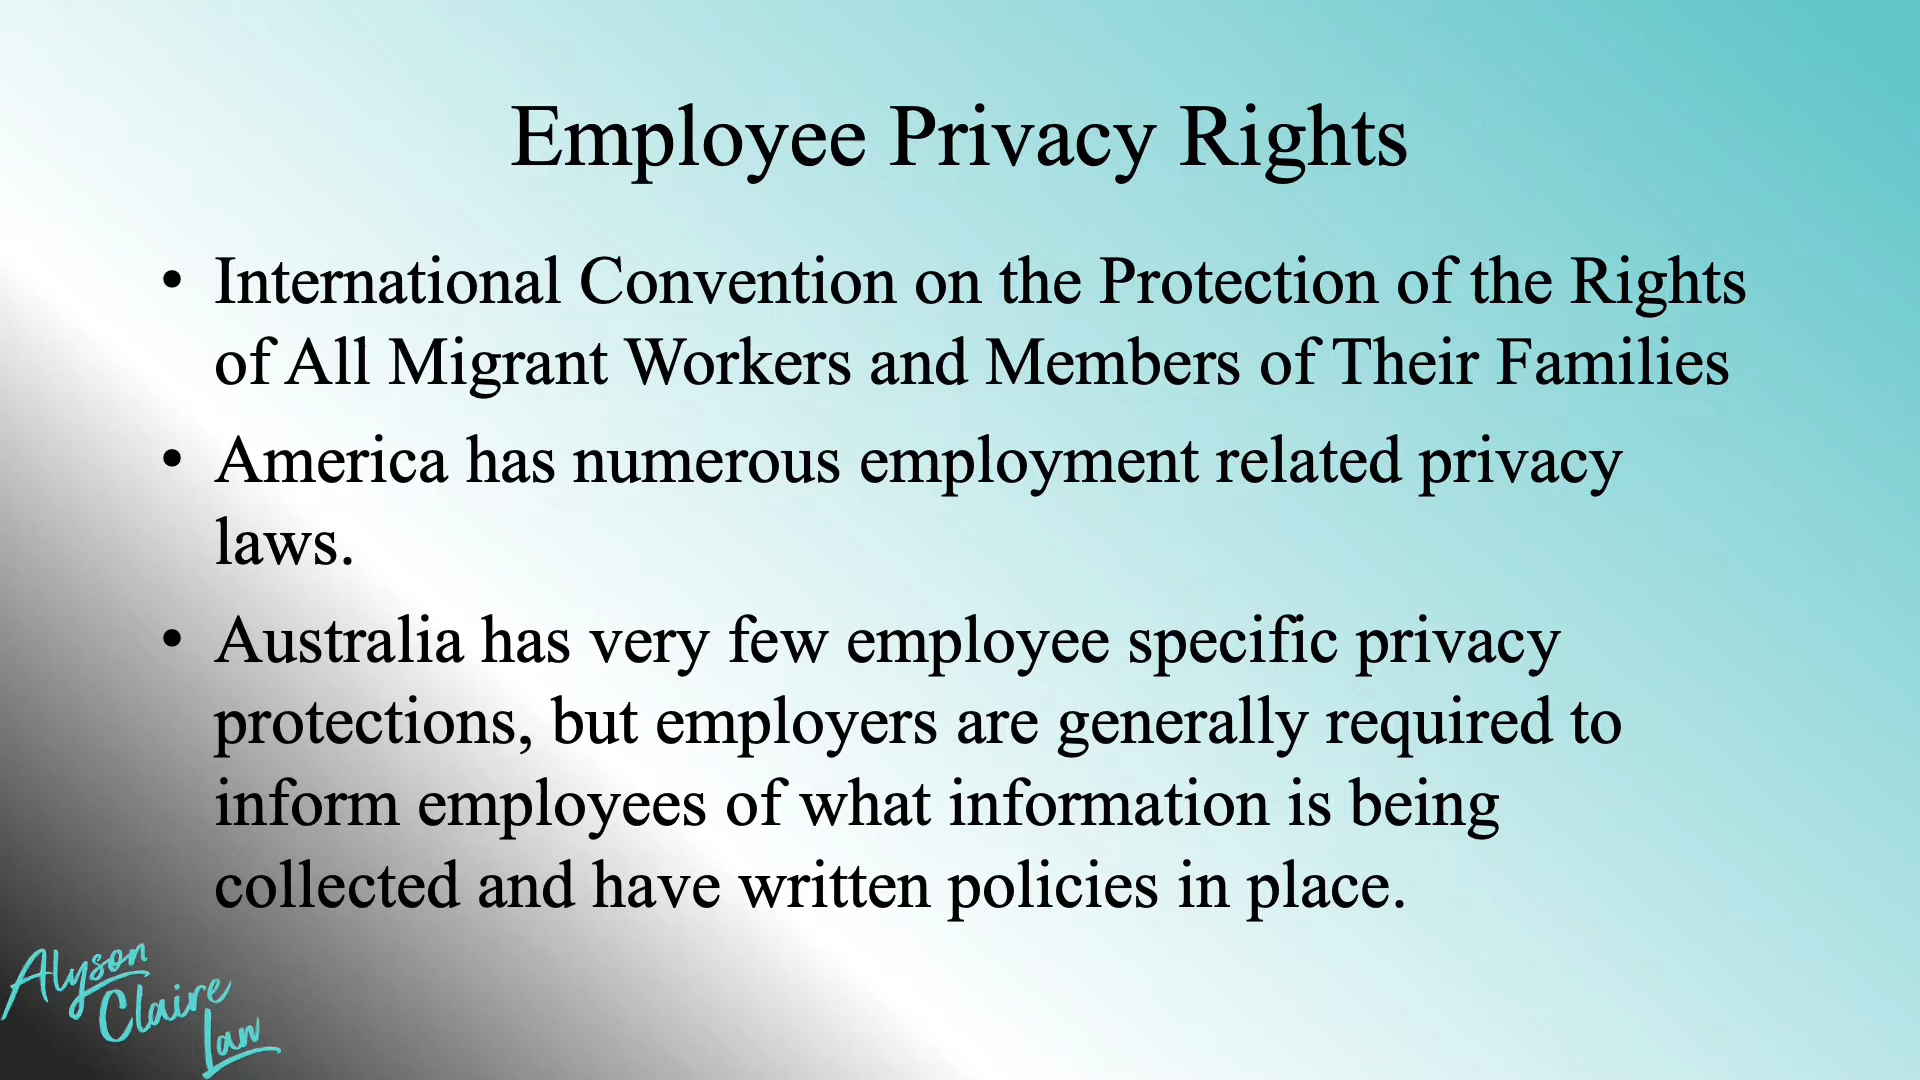 Employee Privacy Rights
• International Convention on the Protection of the Rights
of All Migrant Workers and Members of Their Families
• America has numerous employment related privacy
laws.
• Australia has very few employee specific privacy
protections, but employers are generally required to
inform employees of what information is being
collected and have written policies in place.
Alyson
Claire
Law